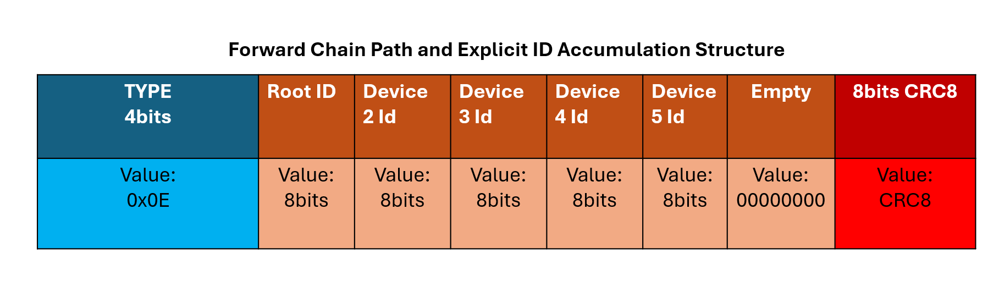 Forward Chain Path and Explicit ID Accumulation Structure
TYPE
4bits
Root ID
Device
2 Id
Device
3 Id
Device
4 Id
Device
5 Id
Empty
8bits CRC8
Value:
0x0E
Value:
8bits
Value:
8bits
Value:
8bits
Value:
8bits
Value:
8bits
Value:
00000000
Value:
CRC8